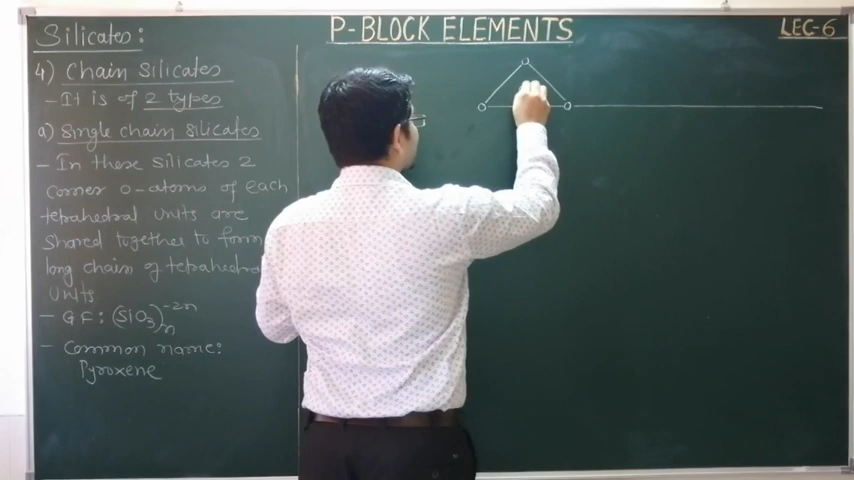 P-BLOCK ELEMENTS
LEC-6
Silicates:
4) Chain Silicates
- It is of 2 types
a) Single chain silicates
- In these silicates 2
corner O-atoms of each
tetrahedral units are
shared together to form
long chain of tetrahedra
units
- GF: (SiO3)n^-2n
- Common name:
Pyroxene